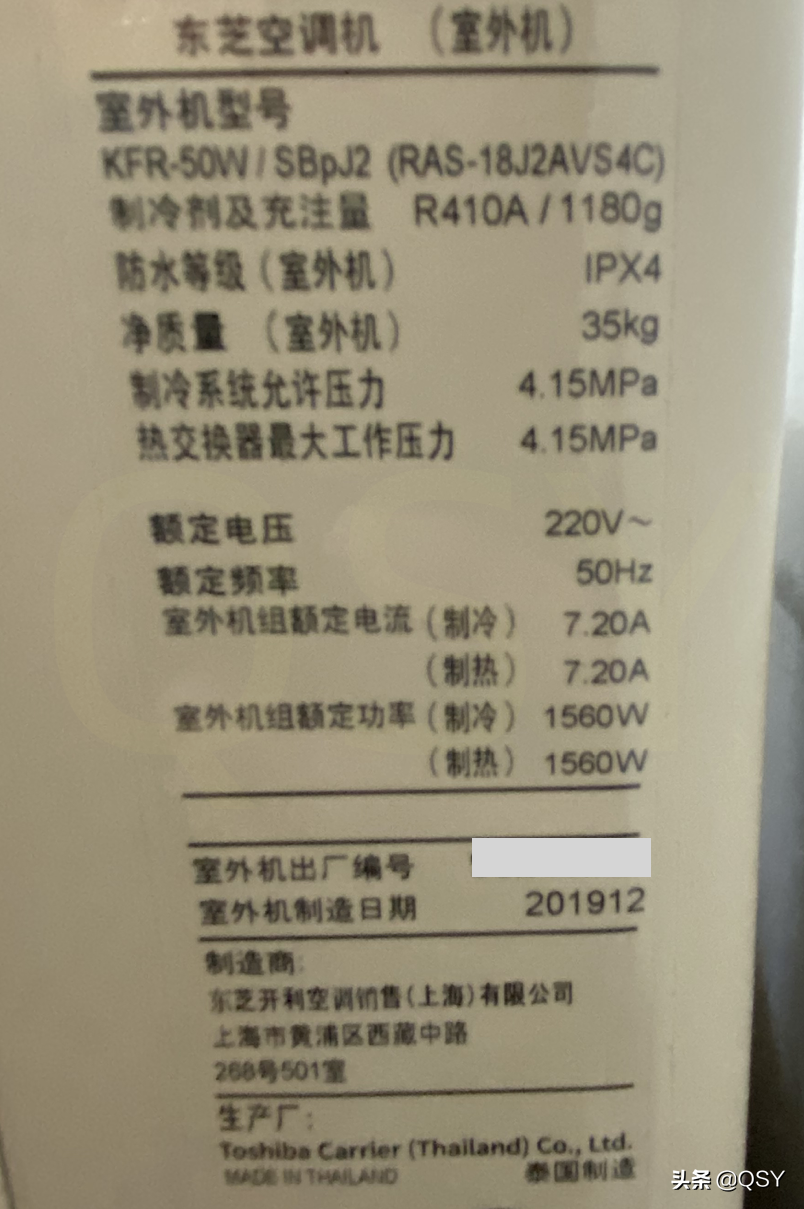 东芝空调机 （室外机）
室外机型号
KFR-50W / SBpJ2 (RAS-18J2AVS4C)
制冷剂及充注量 R410A / 1180g
防水等级（室外机） IPX4
净质量 （室外机） 35kg
制冷系统允许压力 4.15MPa
热交换器最大工作压力 4.15MPa
额定电压 220V～
额定频率 50Hz
室外机组额定电流（制冷） 7.20A
（制热） 7.20A
室外机组额定功率（制冷） 1560W
（制热） 1560W
室外机出厂编号
室外机制造日期 201912
制造商:
东芝开利空调销售(上海)有限公司
上海市黄浦区西藏中路
268号501室
生产厂:
Toshiba Carrier (Thailand) Co., Ltd.
MADE IN THAILAND 泰国制造
QSY
头条 @QSY